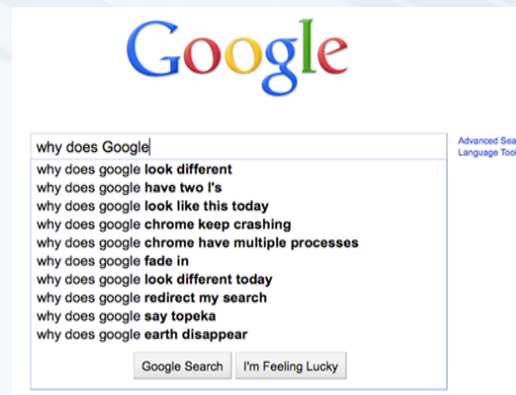 Google
why does Google
Advanced Sea
Language Tool
why does google look different
why does google have two l's
why does google look like this today
why does google chrome keep crashing
why does google chrome have multiple processes
why does google fade in
why does google look different today
why does google redirect my search
why does google say topeka
why does google earth disappear
Google Search
I'm Feeling Lucky